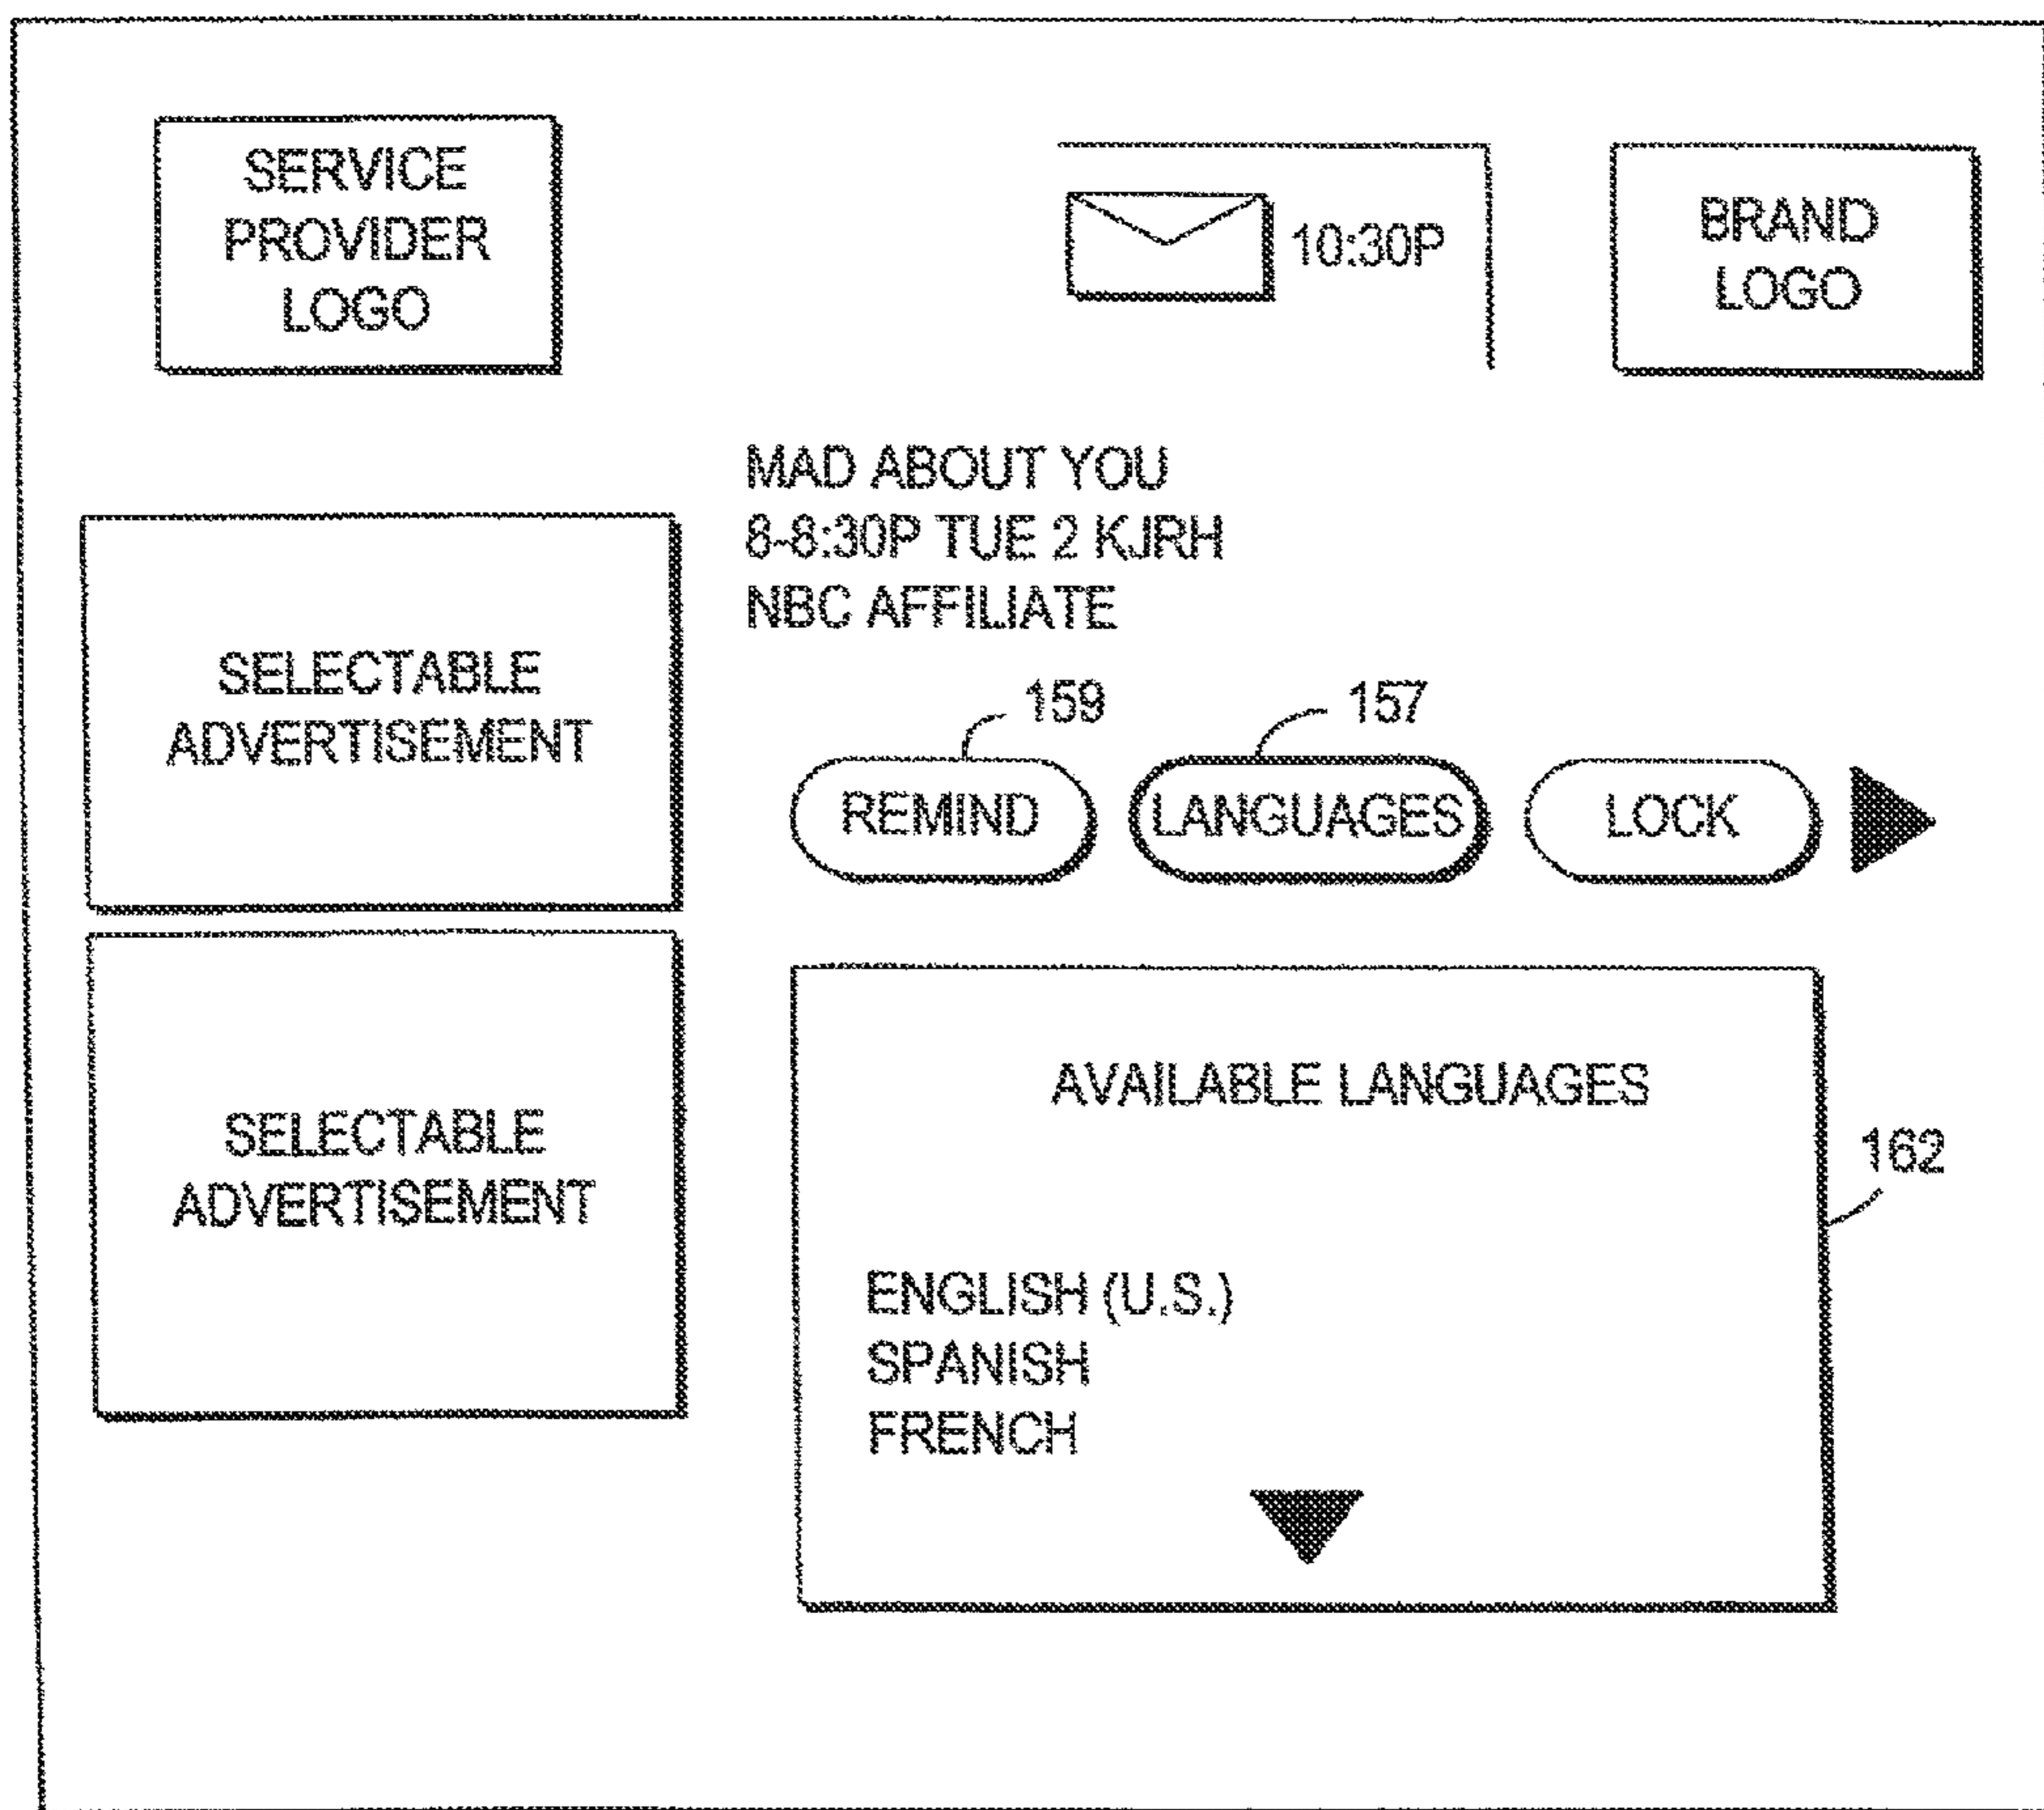 SERVICE
PROVIDER
LOGO
10:30P
BRAND
LOGO
MAD ABOUT YOU
8-8:30P TUE 2 KJRH
NBC AFFILIATE
SELECTABLE
ADVERTISEMENT
159
157
REMIND
LANGUAGES
LOCK
SELECTABLE
ADVERTISEMENT
AVAILABLE LANGUAGES
162
ENGLISH (U.S.)
SPANISH
FRENCH